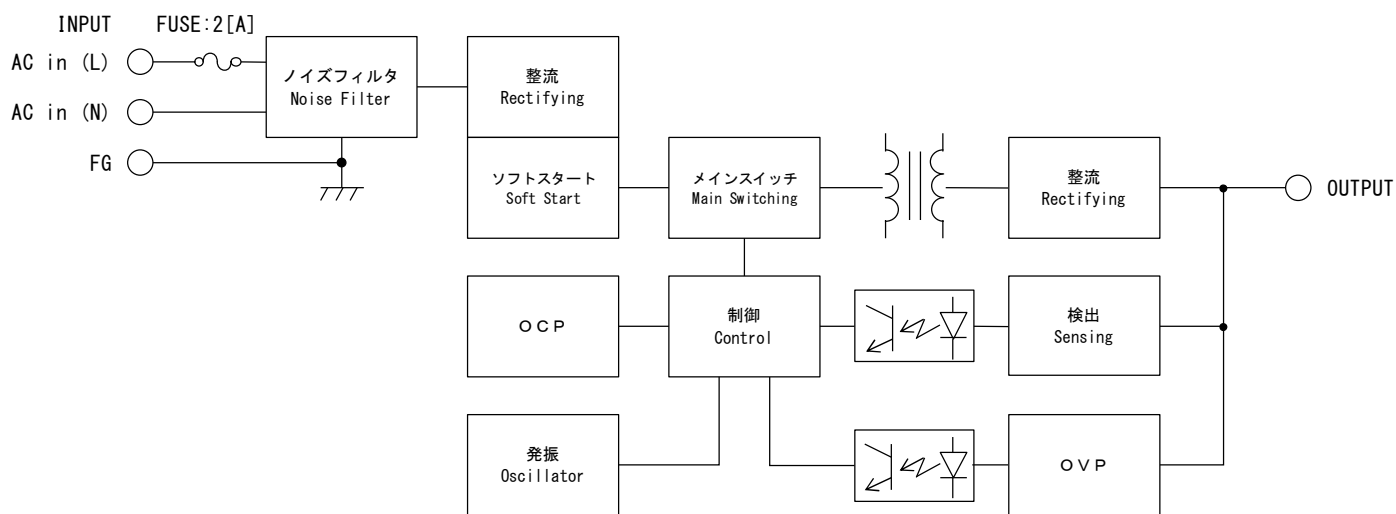 INPUT
FUSE:2[A]
AC in (L)
AC in (N)
FG
ノイズフィルタ
Noise Filter
整流
Rectifying
ソフトスタート
Soft Start
メインスイッチ
Main Switching
整流
Rectifying
OUTPUT
ＯＣＰ
制御
Control
検出
Sensing
発振
Oscillator
ＯＶＰ